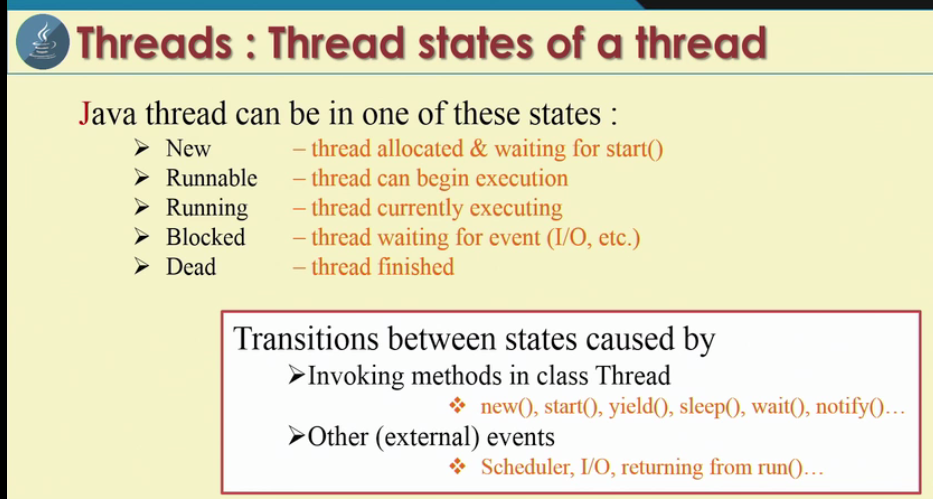 Threads : Thread states of a thread
Java thread can be in one of these states :
➢ New – thread allocated & waiting for start()
➢ Runnable – thread can begin execution
➢ Running – thread currently executing
➢ Blocked – thread waiting for event (I/O, etc.)
➢ Dead – thread finished
Transitions between states caused by
➢Invoking methods in class Thread
❖ new(), start(), yield(), sleep(), wait(), notify()…
➢Other (external) events
❖ Scheduler, I/O, returning from run()…